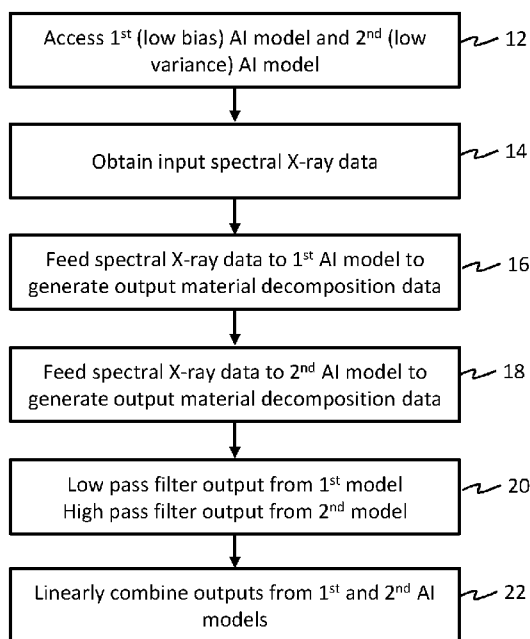 Access 1st (low bias) AI model and 2nd (low
variance) AI model
12
Obtain input spectral X-ray data
14
Feed spectral X-ray data to 1st AI model to
generate output material decomposition data
16
Feed spectral X-ray data to 2nd AI model to
generate output material decomposition data
18
Low pass filter output from 1st model
High pass filter output from 2nd model
20
Linearly combine outputs from 1st and 2nd AI
models
22